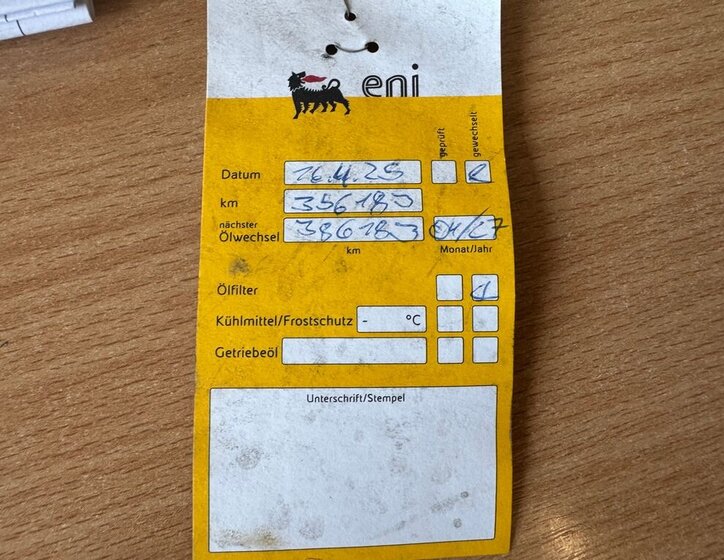 eni
geprüft
gewechselt
Datum 16.4.25
km 356183
nächster
Ölwechsel 386183 04/27
km Monat/Jahr
Ölfilter
Kühlmittel/Frostschutz - °C
Getriebeöl
Unterschrift/Stempel